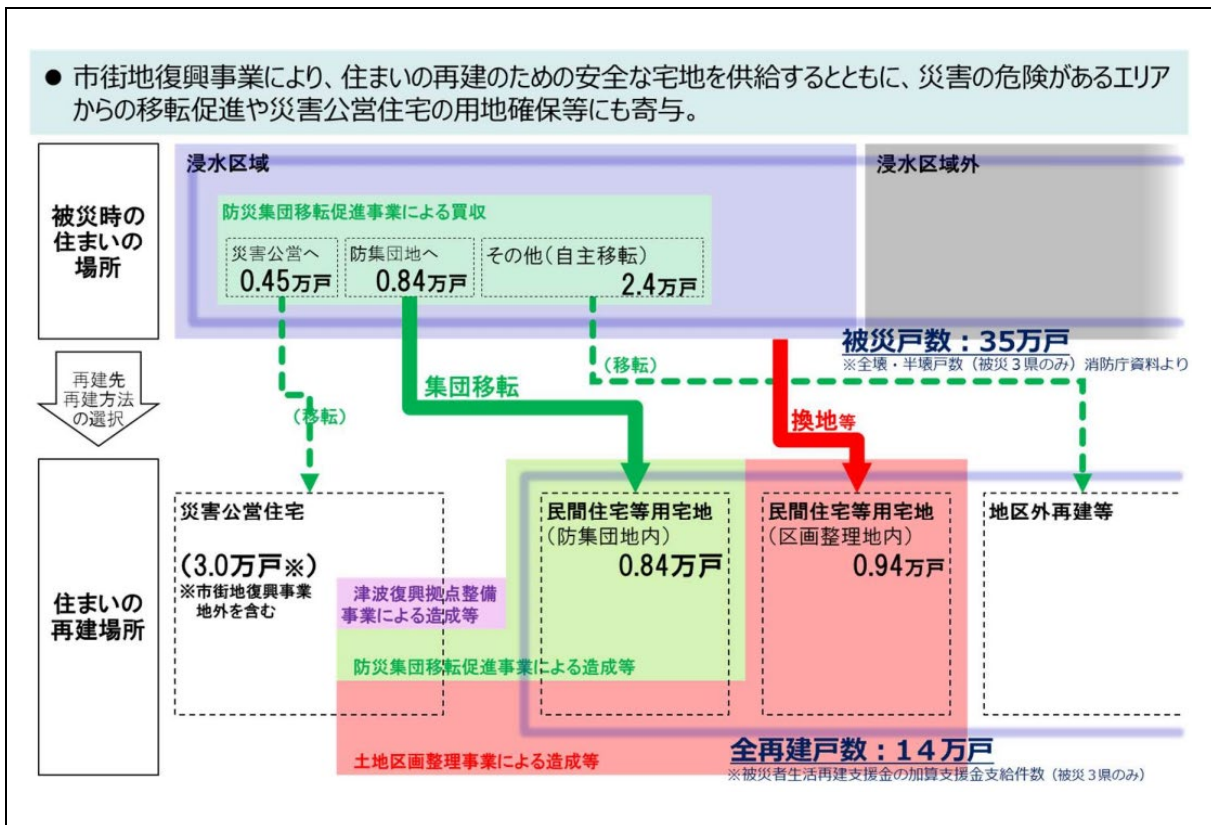 ● 市街地復興事業により、住まいの再建のための安全な宅地を供給するとともに、災害の危険があるエリア
からの移転促進や災害公営住宅の用地確保等にも寄与。
被災時の
住まいの
場所
浸水区域
浸水区域外
防災集団移転促進事業による買収
災害公営へ
0.45万戸
防集団地へ
0.84万戸
その他(自主移転)
2.4万戸
被災戸数：35万戸
※全壊・半壊戸数（被災３県のみ）消防庁資料より
再建先
再建方法
の選択
(移転)
集団移転
(移転)
換地等
住まいの
再建場所
災害公営住宅
(3.0万戸※)
※市街地復興事業
地外を含む
津波復興拠点整備
事業による造成等
防災集団移転促進事業による造成等
土地区画整理事業による造成等
民間住宅等用宅地
(防集団地内)
0.84万戸
民間住宅等用宅地
(区画整理地内)
0.94万戸
地区外再建等
全再建戸数：１４万戸
※被災者生活再建支援金の加算支援金支給件数（被災３県のみ）